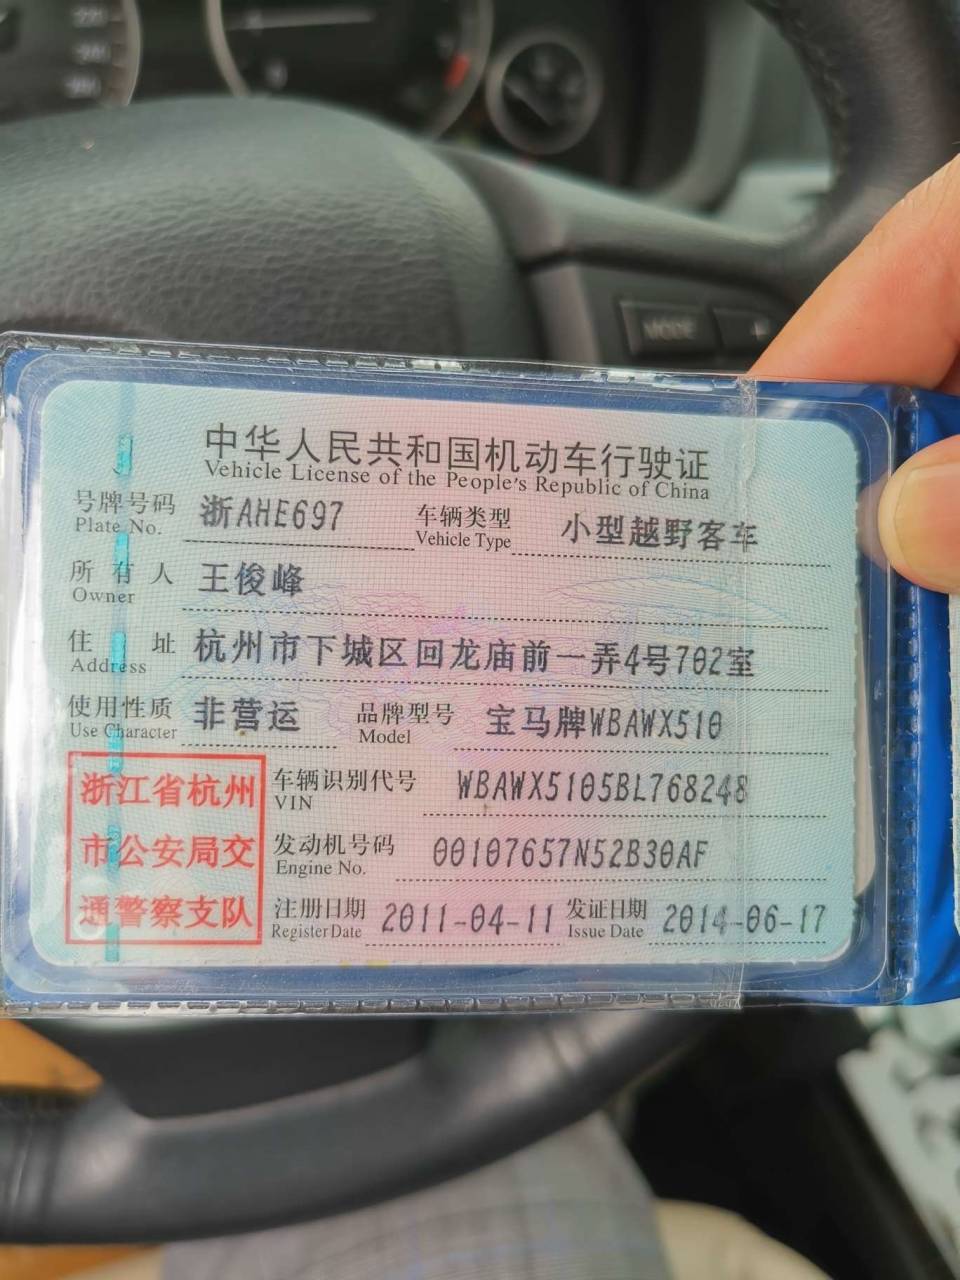 MODE
中华人民共和国机动车行驶证
Vehicle License of the People's Republic of China
号牌号码 浙AHE697 车辆类型 小型越野客车
Plate No. Vehicle Type
所有人 王俊峰
Owner
住址 杭州市下城区回龙庙前一弄4号702室
Address
使用性质 非营运 品牌型号 宝马牌WBAWX510
Use Character Model
浙江省杭州
市公安局交
通警察支队
车辆识别代号 WBAWX5105BL768248
VIN
发动机号码 00107657N52B30AF
Engine No.
注册日期 2011-04-11 发证日期 2014-06-17
Register Date Issue Date